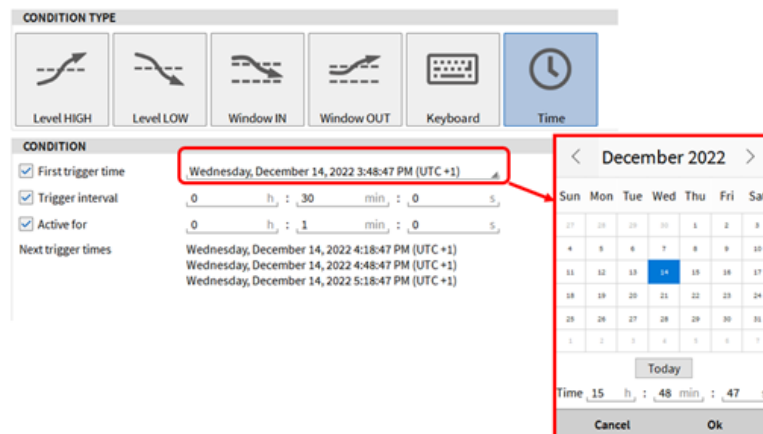 CONDITION TYPE
Level HIGH
Level LOW
Window IN
Window OUT
Keyboard
Time
CONDITION
First trigger time
Wednesday, December 14, 2022 3:48:47 PM (UTC +1)
Trigger interval
0 h, : 30 min, : 0 s,
Active for
0 h, : 1 min, : 0 s,
Next trigger times
Wednesday, December 14, 2022 4:18:47 PM (UTC +1)
Wednesday, December 14, 2022 4:48:47 PM (UTC +1)
Wednesday, December 14, 2022 5:18:47 PM (UTC +1)
December 2022
Sun Mon Tue Wed Thu Fri Sat
27 28 29 30 1 2 3
4 5 6 7 8 9 10
11 12 13 14 15 16 17
18 19 20 21 22 23 24
25 26 27 28 29 30 31
1 2 3 4 5 6 7
Today
Time 15 h, : 48 min, : 47 s
Cancel
Ok